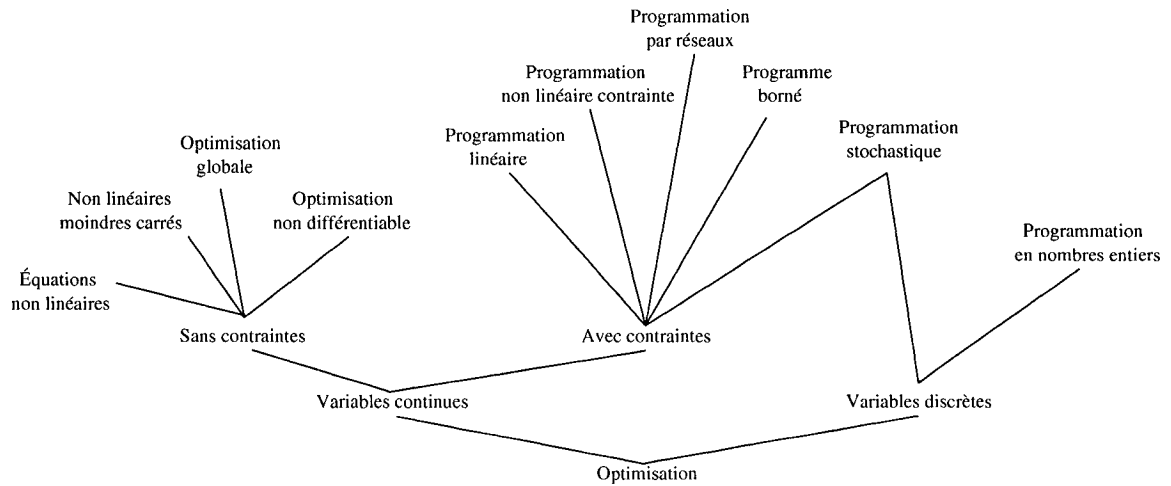 Programmation
par réseaux
Programmation
non linéaire contrainte
Programme
borné
Programmation
linéaire
Programmation
stochastique
Optimisation
globale
Non linéaires
moindres carrés
Optimisation
non différentiable
Programmation
en nombres entiers
Équations
non linéaires
Sans contraintes
Avec contraintes
Variables continues
Variables discrètes
Optimisation